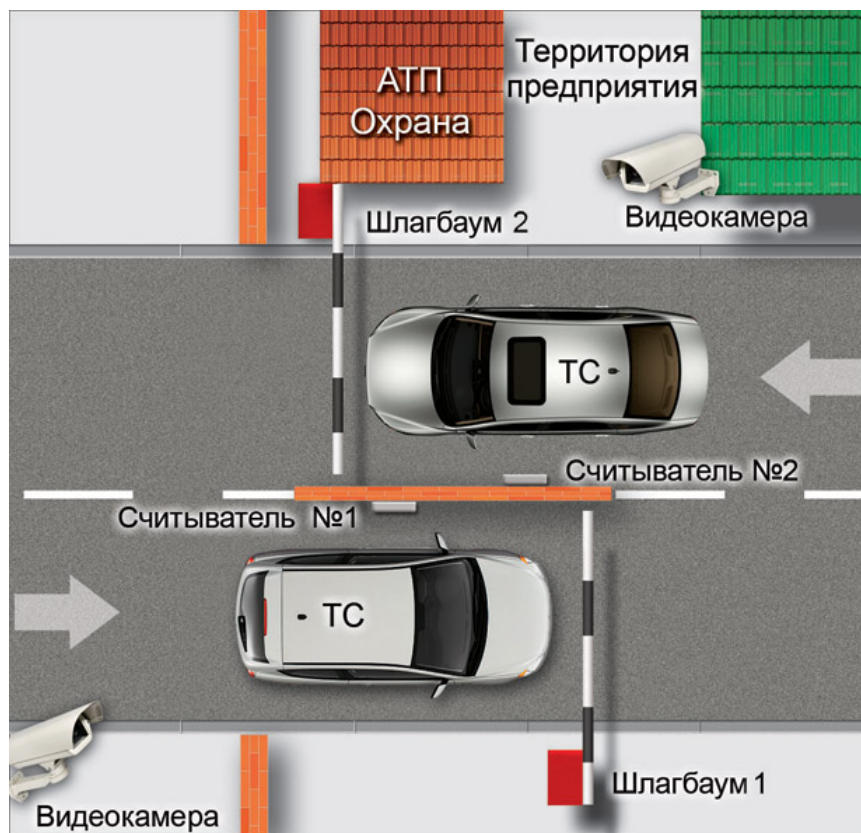 АТП
Охрана
Территория
предприятия
Видеокамера
Шлагбаум 2
ТС
Считыватель №2
Считыватель №1
ТС
Шлагбаум 1
Видеокамера